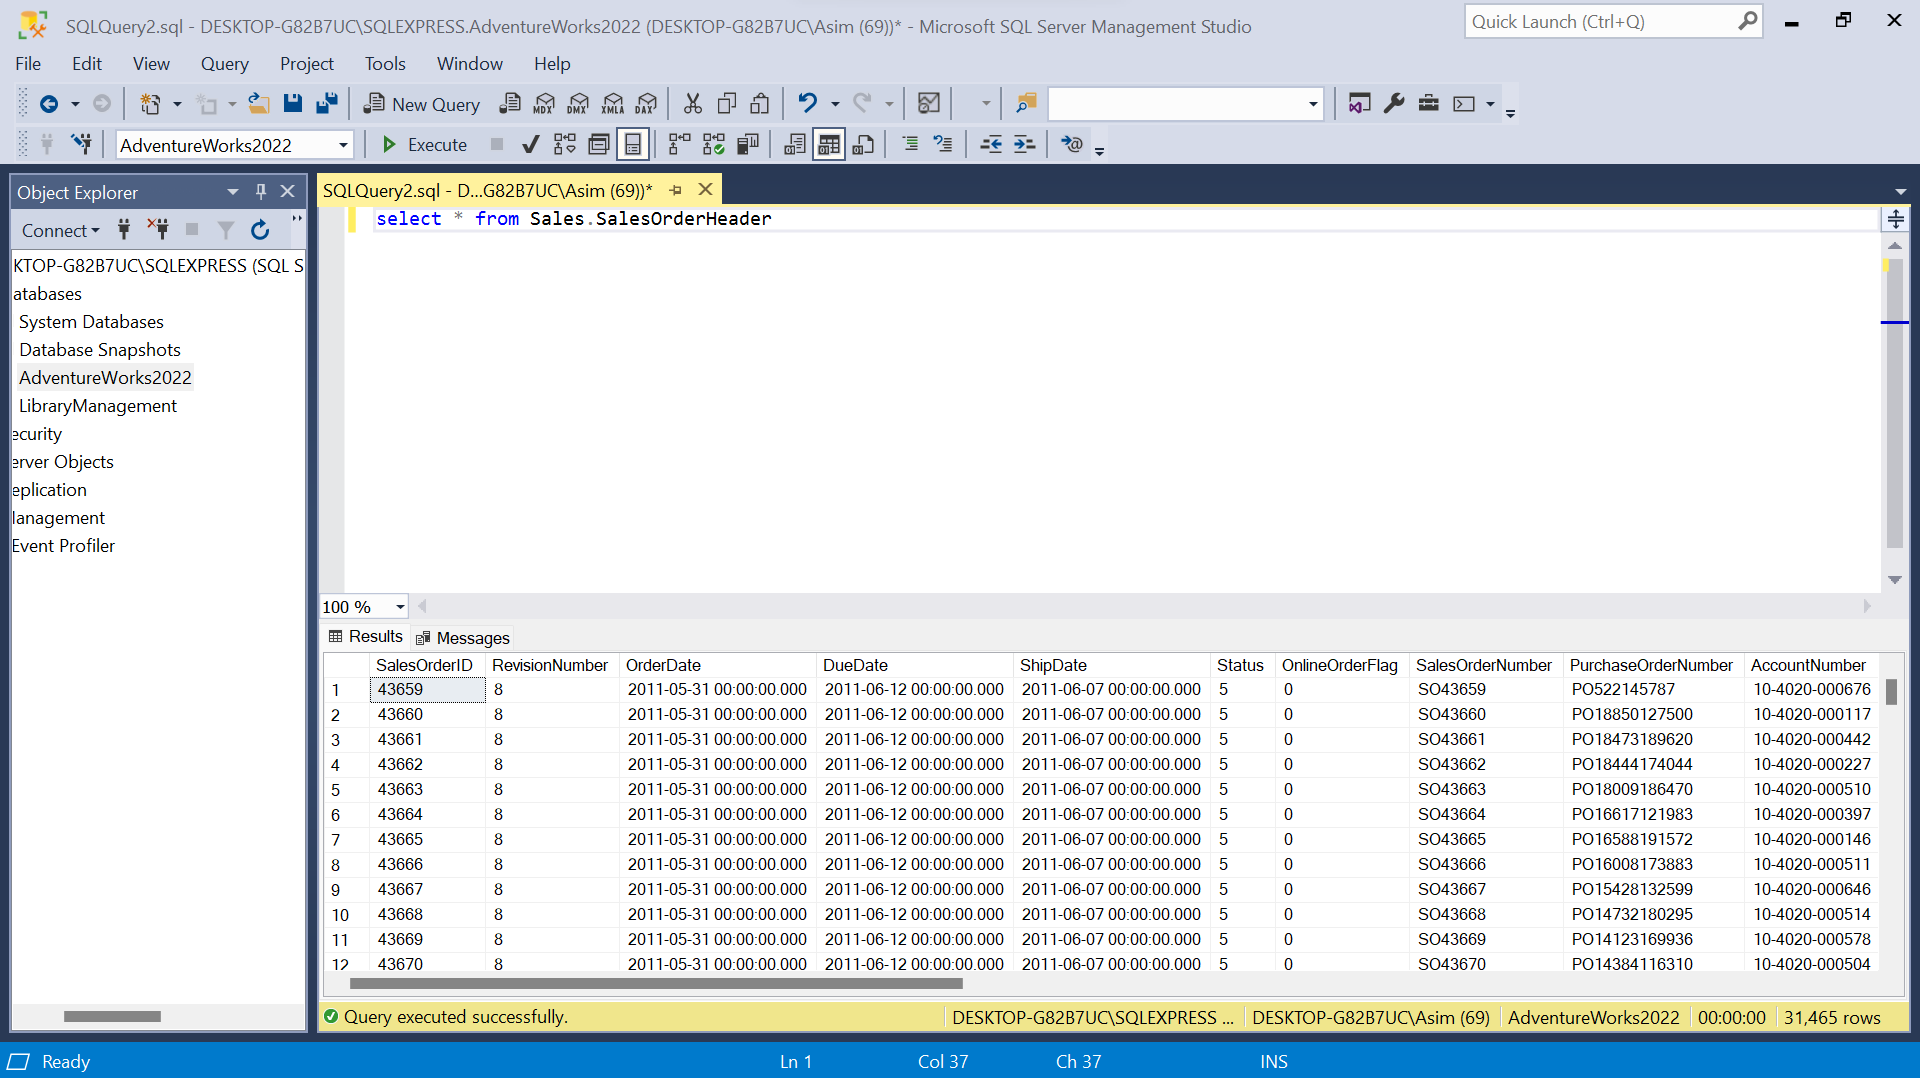 SQLQuery2.sql - DESKTOP-G82B7UC\SQLEXPRESS.AdventureWorks2022 (DESKTOP-G82B7UC\Asim (69))* - Microsoft SQL Server Management Studio
Quick Launch (Ctrl+Q)
File Edit View Query Project Tools Window Help
New Query MDX DMX XMLA DAX
AdventureWorks2022 Execute
Object Explorer
Connect
KTOP-G82B7UC\SQLEXPRESS (SQL S
atabases
System Databases
Database Snapshots
AdventureWorks2022
LibraryManagement
ecurity
erver Objects
eplication
lanagement
Event Profiler
SQLQuery2.sql - D...G82B7UC\Asim (69))*
select * from Sales.SalesOrderHeader
100 %
Results Messages
SalesOrderID RevisionNumber OrderDate DueDate ShipDate Status OnlineOrderFlag SalesOrderNumber PurchaseOrderNumber AccountNumber
1 43659 8 2011-05-31 00:00:00.000 2011-06-12 00:00:00.000 2011-06-07 00:00:00.000 5 0 SO43659 PO522145787 10-4020-000676
2 43660 8 2011-05-31 00:00:00.000 2011-06-12 00:00:00.000 2011-06-07 00:00:00.000 5 0 SO43660 PO18850127500 10-4020-000117
3 43661 8 2011-05-31 00:00:00.000 2011-06-12 00:00:00.000 2011-06-07 00:00:00.000 5 0 SO43661 PO18473189620 10-4020-000442
4 43662 8 2011-05-31 00:00:00.000 2011-06-12 00:00:00.000 2011-06-07 00:00:00.000 5 0 SO43662 PO18444174044 10-4020-000227
5 43663 8 2011-05-31 00:00:00.000 2011-06-12 00:00:00.000 2011-06-07 00:00:00.000 5 0 SO43663 PO18009186470 10-4020-000510
6 43664 8 2011-05-31 00:00:00.000 2011-06-12 00:00:00.000 2011-06-07 00:00:00.000 5 0 SO43664 PO16617121983 10-4020-000397
7 43665 8 2011-05-31 00:00:00.000 2011-06-12 00:00:00.000 2011-06-07 00:00:00.000 5 0 SO43665 PO16588191572 10-4020-000146
8 43666 8 2011-05-31 00:00:00.000 2011-06-12 00:00:00.000 2011-06-07 00:00:00.000 5 0 SO43666 PO16008173883 10-4020-000511
9 43667 8 2011-05-31 00:00:00.000 2011-06-12 00:00:00.000 2011-06-07 00:00:00.000 5 0 SO43667 PO15428132599 10-4020-000646
10 43668 8 2011-05-31 00:00:00.000 2011-06-12 00:00:00.000 2011-06-07 00:00:00.000 5 0 SO43668 PO14732180295 10-4020-000514
11 43669 8 2011-05-31 00:00:00.000 2011-06-12 00:00:00.000 2011-06-07 00:00:00.000 5 0 SO43669 PO14123169936 10-4020-000578
12 43670 8 2011-05-31 00:00:00.000 2011-06-12 00:00:00.000 2011-06-07 00:00:00.000 5 0 SO43670 PO14384116310 10-4020-000504
Query executed successfully. DESKTOP-G82B7UC\SQLEXPRESS ... DESKTOP-G82B7UC\Asim (69) AdventureWorks2022 00:00:00 31,465 rows
Ready Ln 1 Col 37 Ch 37 INS